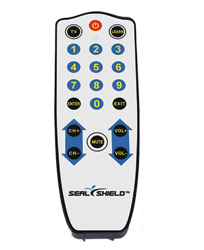 TV LEARN
1 2 3
4 5 6
7 8 9
ENTER 0 EXIT
CH+ VOL+
MUTE
CH- VOL-
SEAL SHIELD™